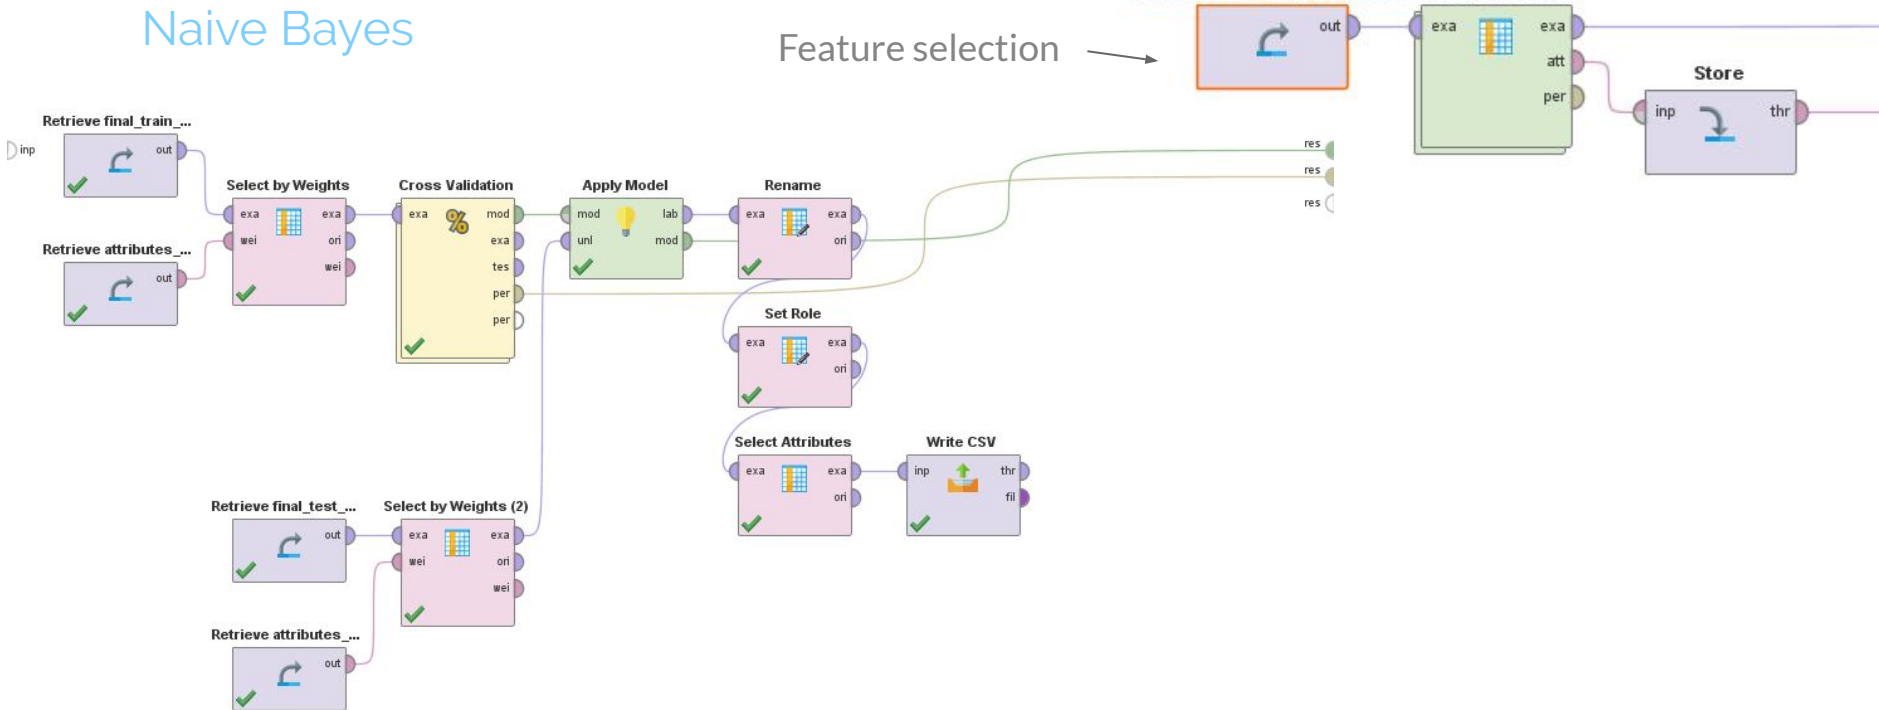 Naive Bayes
Feature selection
out
exa
exa
att
per
Store
inp
thr
inp
Retrieve final_train_...
out
Retrieve attributes_...
out
Select by Weights
exa
exa
wei
ori
wei
Cross Validation
exa
mod
exa
tes
per
per
Apply Model
mod
lab
unl
mod
Rename
exa
exa
ori
res
res
res
Set Role
exa
exa
ori
Select Attributes
exa
exa
ori
Write CSV
inp
thr
fil
Retrieve final_test_...
out
Select by Weights (2)
exa
exa
wei
ori
wei
Retrieve attributes_...
out